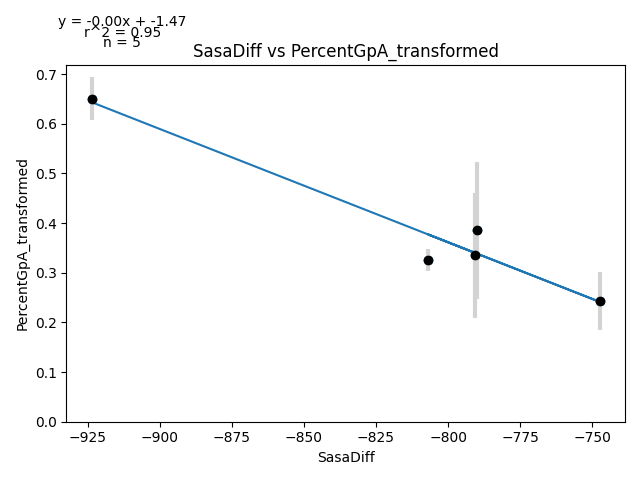 y = -0.00x + -1.47
r^2 = 0.95
n = 5
SasaDiff vs PercentGpA_transformed
PercentGpA_transformed
0.7
0.6
0.5
0.4
0.3
0.2
0.1
0.0
−925 −900 −875 −850 −825 −800 −775 −750
SasaDiff